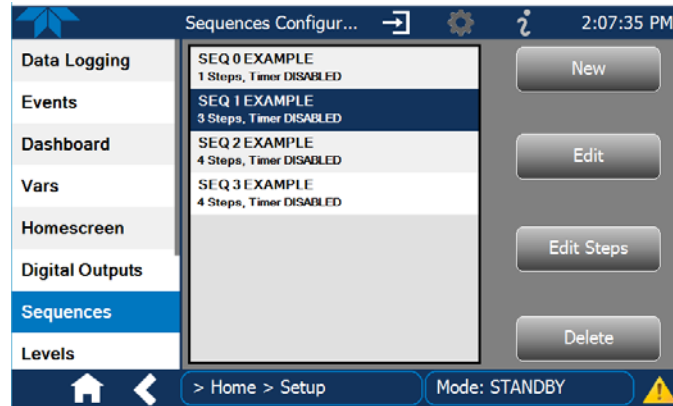 Sequences Configur...
2:07:35 PM
Data Logging
Events
Dashboard
Vars
Homescreen
Digital Outputs
Sequences
Levels
SEQ 0 EXAMPLE
1 Steps, Timer DISABLED
SEQ 1 EXAMPLE
3 Steps, Timer DISABLED
SEQ 2 EXAMPLE
4 Steps, Timer DISABLED
SEQ 3 EXAMPLE
4 Steps, Timer DISABLED
New
Edit
Edit Steps
Delete
> Home > Setup
Mode: STANDBY